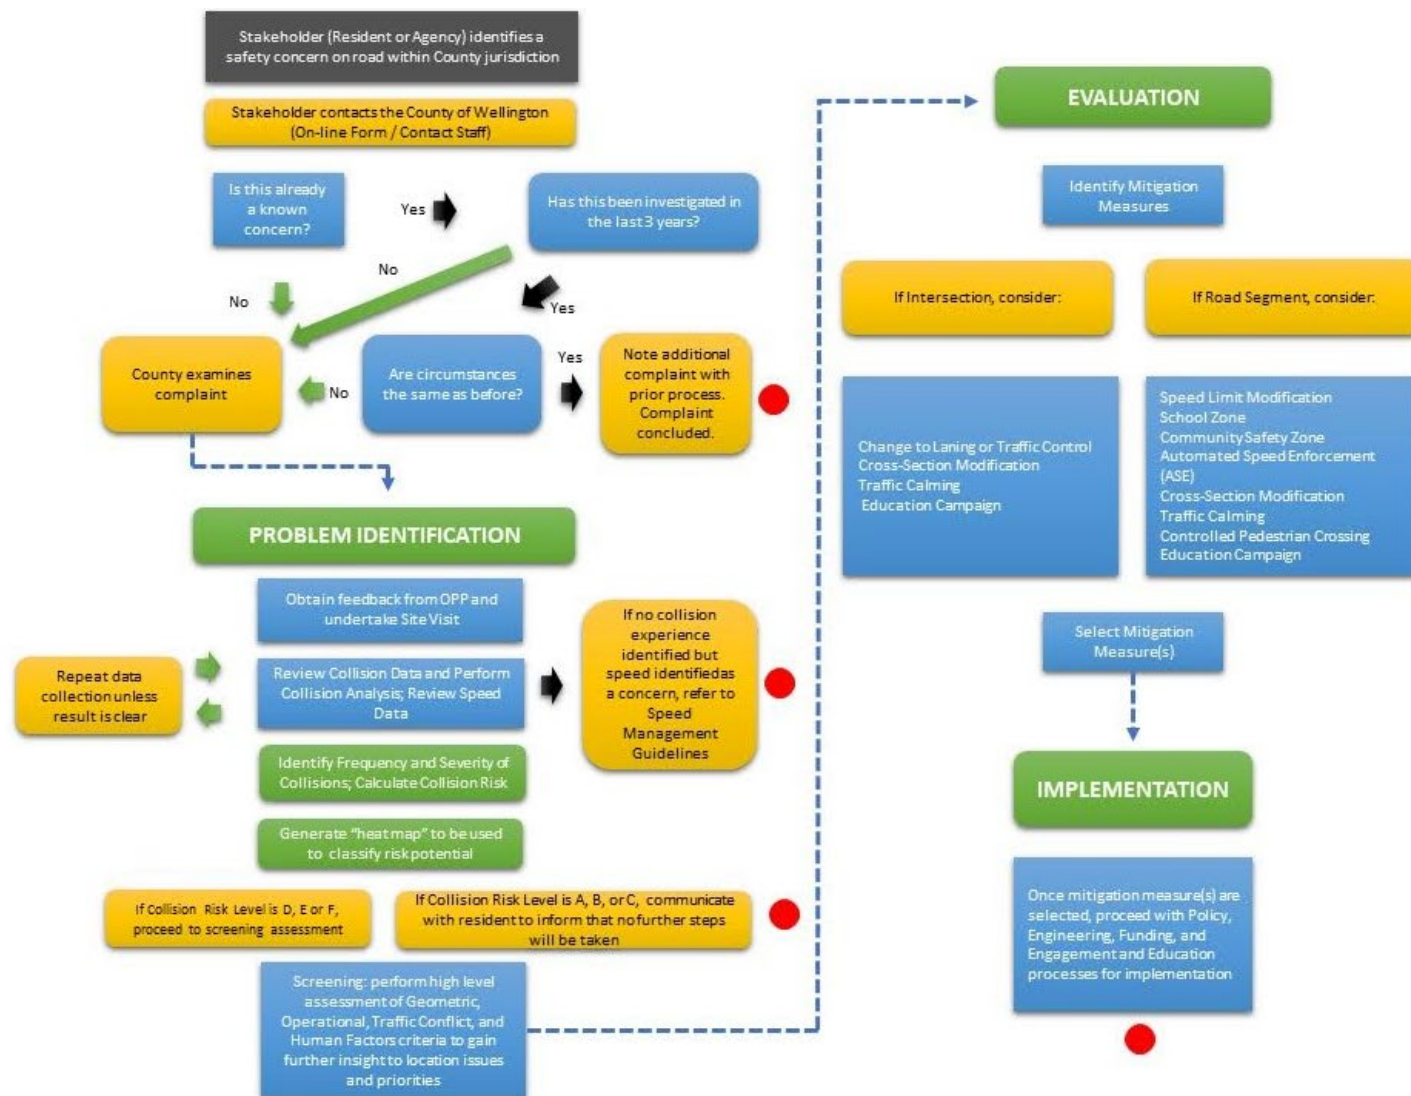 Stakeholder (Resident or Agency) identifies a
safety concern on road within County jurisdiction
Stakeholder contacts the County of Wellington
(On-line Form / Contact Staff)
Is this already
a known
concern?
Yes
Has this been investigated in
the last 3 years?
No
No
Yes
County examines
complaint
No
Are circumstances
the same as before?
Yes
Note additional
complaint with
prior process.
Complaint
concluded.
PROBLEM IDENTIFICATION
Obtain feedback from OPP and
undertake Site Visit
Repeat data
collection unless
result is clear
Review Collision Data and Perform
Collision Analysis; Review Speed
Data
If no collision
experience
identified but
speed identifiedas
a concern, refer to
Speed
Management
Guidelines
Identify Frequency and Severity of
Collisions; Calculate Collision Risk
Generate “heat map” to be used
to classify risk potential
If Collision Risk Level is D, E or F,
proceed to screening assessment
If Collision Risk Level is A, B, or C, communicate
with resident to inform that no further steps
will be taken
Screening: perform high level
assessment of Geometric,
Operational, Traffic Conflict, and
Human Factors criteria to gain
further insight to location issues
and priorities
EVALUATION
Identify Mitigation
Measures
If Intersection, consider:
If Road Segment, consider:
Change to Laning or Traffic Control
Cross-Section Modification
Traffic Calming
Education Campaign
Speed Limit Modification
School Zone
Community Safety Zone
Automated Speed Enforcement
(ASE)
Cross-Section Modification
Traffic Calming
Controlled Pedestrian Crossing
Education Campaign
Select Mitigation
Measure(s)
IMPLEMENTATION
Once mitigation measure(s) are
selected, proceed with Policy,
Engineering, Funding, and
Engagement and Education
processes for implementation